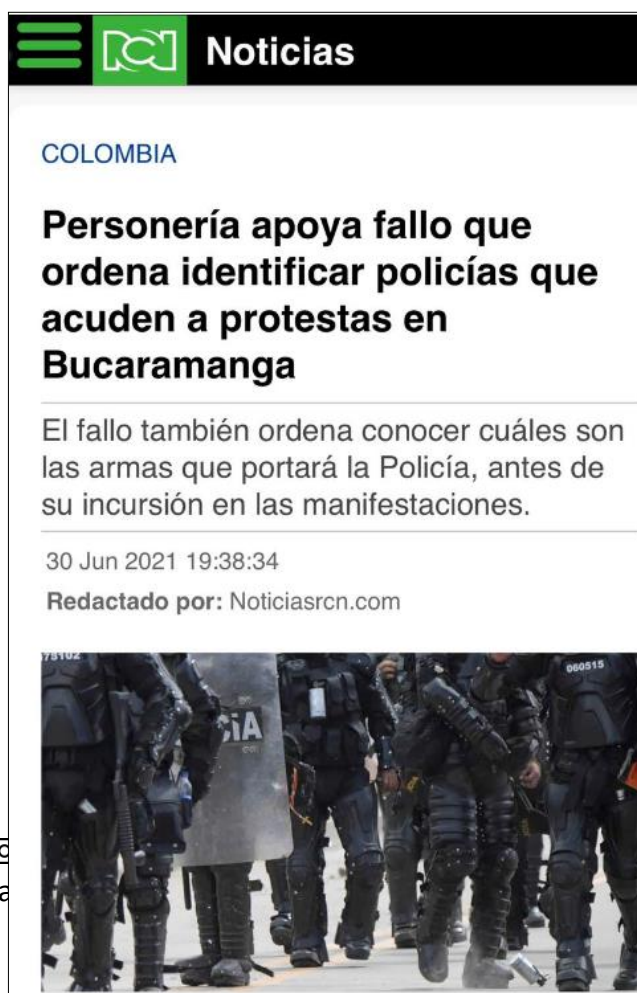 RCN Noticias
COLOMBIA
Personería apoya fallo que
ordena identificar policías que
acuden a protestas en
Bucaramanga
El fallo también ordena conocer cuáles son
las armas que portará la Policía, antes de
su incursión en las manifestaciones.
30 Jun 2021 19:38:34
Redactado por: Noticiasrcn.com
060515